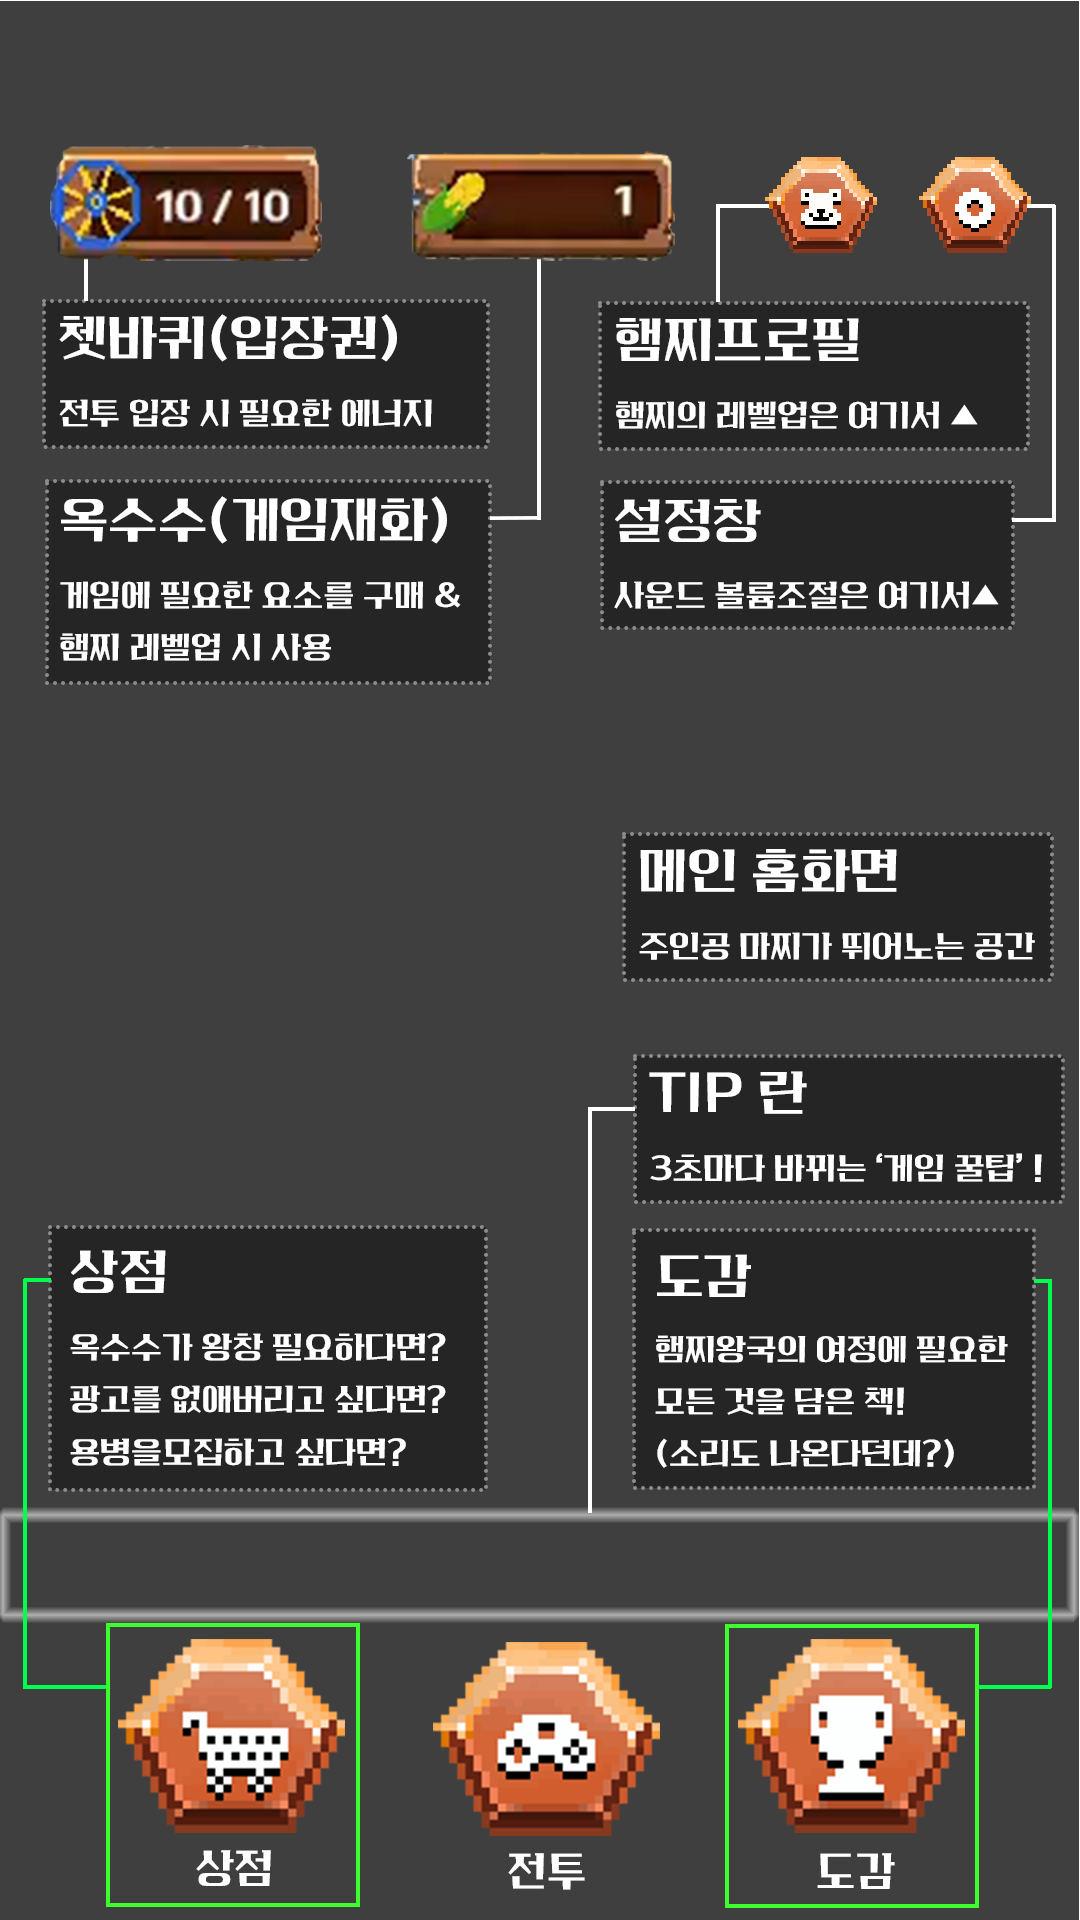 10 / 10
1
쳇바퀴(입장권)
전투 입장 시 필요한 에너지
햄찌프로필
햄찌의 레벨업은 여기서 ▲
옥수수(게임재화)
게임에 필요한 요소를 구매 &
햄찌 레벨업 시 사용
설정창
사운드 볼륨조절은 여기서▲
메인 홈화면
주인공 마찌가 뛰어노는 공간
TIP 란
3초마다 바뀌는 ‘게임 꿀팁’ !
상점
옥수수가 왕창 필요하다면?
광고를 없애버리고 싶다면?
용병을모집하고 싶다면?
도감
햄찌왕국의 여정에 필요한
모든 것을 담은 책!
(소리도 나온다던데?)
상점
전투
도감